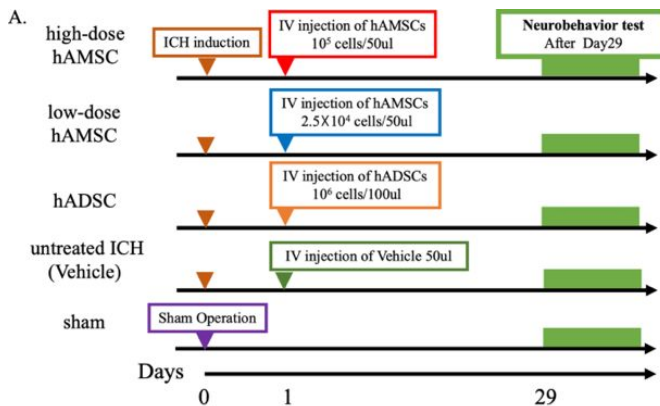 A.
high-dose
hAMSC
ICH induction
IV injection of hAMSCs
10⁵ cells/50ul
Neurobehavior test
After Day29
low-dose
hAMSC
IV injection of hAMSCs
2.5X10⁴ cells/50ul
hADSC
IV injection of hADSCs
10⁶ cells/100ul
untreated ICH
(Vehicle)
IV injection of Vehicle 50ul
sham
Sham Operation
Days
0
1
29